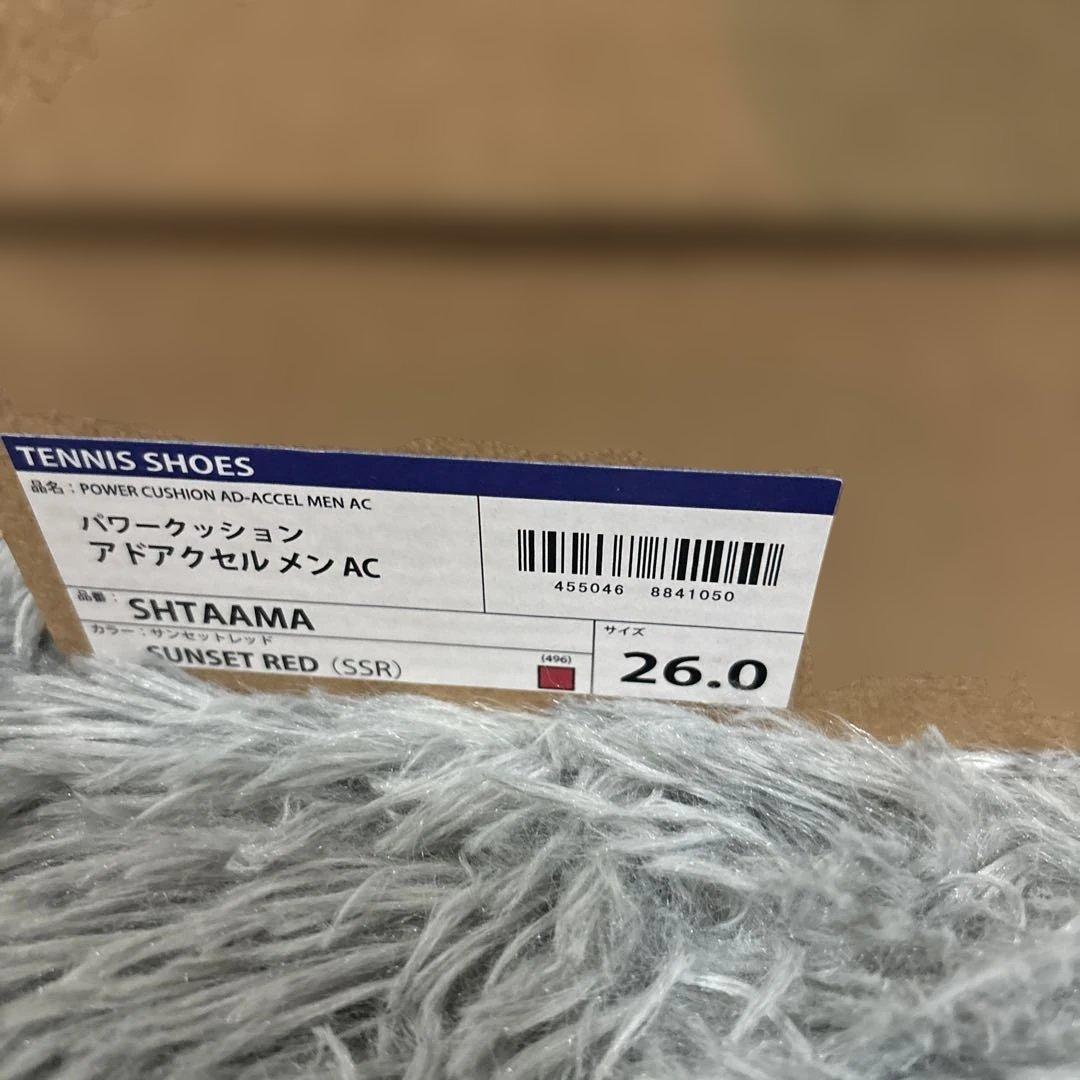 TENNIS SHOES
品名：POWER CUSHION AD-ACCEL MEN AC
パワークッション
アドアクセル メン AC
455046 8841050
品番：SHTAAMA
カラー：サンセットレッド
SUNSET RED（SSR）
(496)
サイズ
26.0